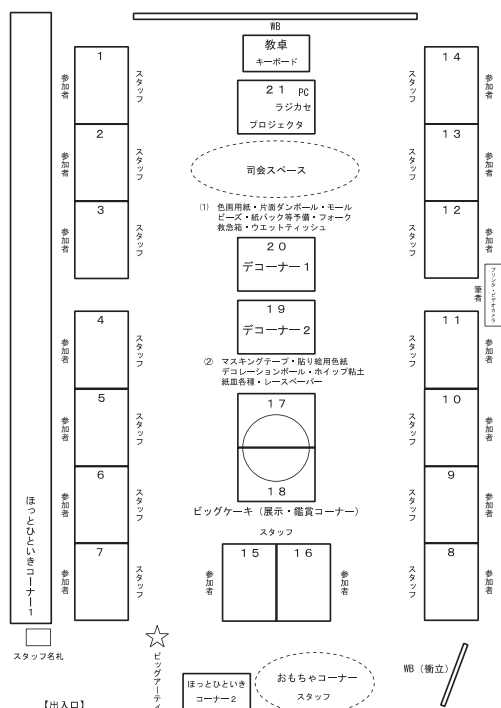 WB
教卓
キーボード
21 PC
ラジカセ
プロジェクタ
司会スペース
(1) 色画用紙・片面ダンボール・モール
ビーズ・紙パック等予備・フォーク
救急箱・ウエットティッシュ
20
デコーナー1
19
デコーナー2
(2) マスキングテープ・貼り絵用色紙
デコレーションボール・ホイップ粘土
紙皿各種・レースペーパー
17
18
ビッグケーキ(展示・鑑賞コーナー)
スタッフ
15
16
参加者
参加者
1
参加者
スタッフ
2
参加者
スタッフ
3
参加者
スタッフ
4
参加者
スタッフ
5
参加者
スタッフ
6
参加者
スタッフ
7
参加者
スタッフ
14
スタッフ
参加者
13
スタッフ
参加者
12
スタッフ
参加者
筆者
プリンタ・ビデオカメラ
11
スタッフ
参加者
10
スタッフ
参加者
9
スタッフ
参加者
8
スタッフ
参加者
ほっとひといきコーナー1
スタッフ名札
【出入口】
ビッグアーティ
ほっとひといき
コーナー2
おもちゃコーナー
スタッフ
WB(衝立)